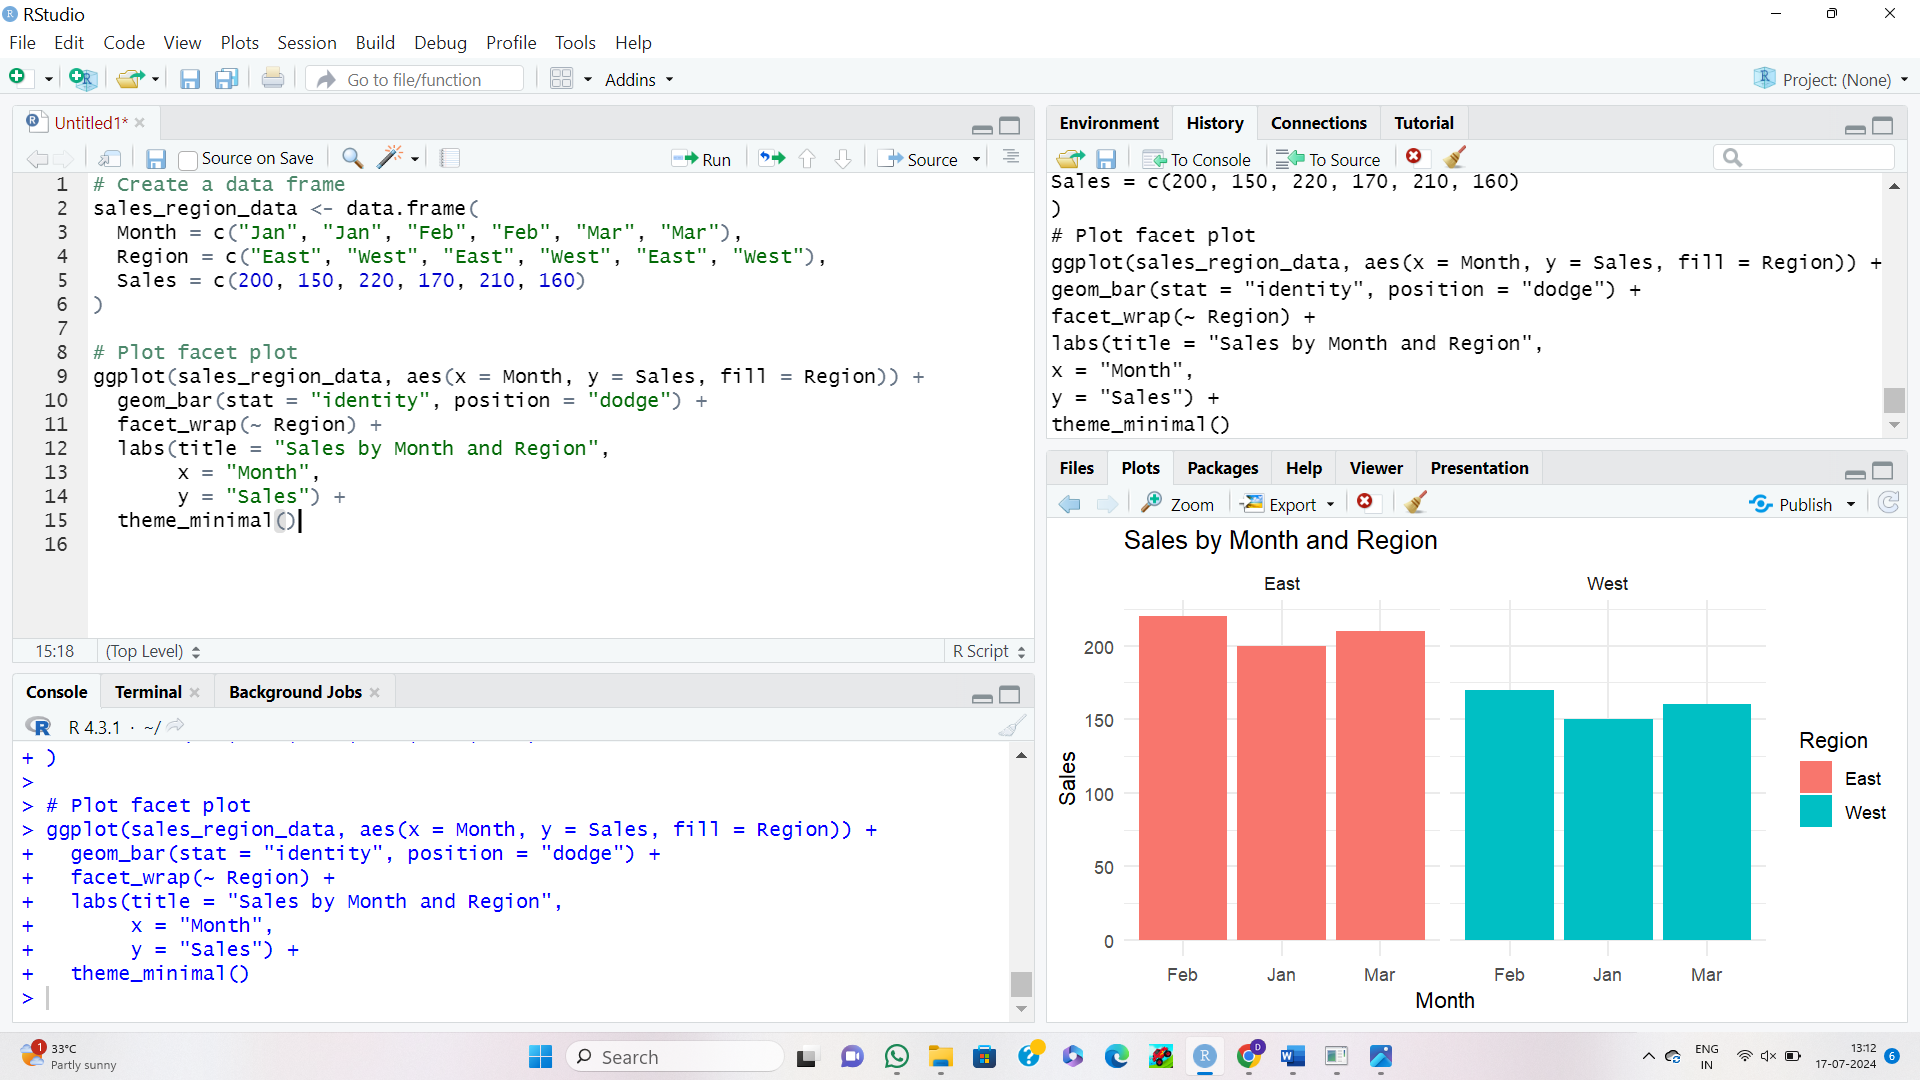 RStudio
File Edit Code View Plots Session Build Debug Profile Tools Help
Go to file/function Addins Project: (None)
Untitled1*
Source on Save Run Source
1 # Create a data frame
2 sales_region_data <- data.frame(
3 Month = c("Jan", "Jan", "Feb", "Feb", "Mar", "Mar"),
4 Region = c("East", "West", "East", "West", "East", "West"),
5 Sales = c(200, 150, 220, 170, 210, 160)
6 )
7
8 # Plot facet plot
9 ggplot(sales_region_data, aes(x = Month, y = Sales, fill = Region)) +
10 geom_bar(stat = "identity", position = "dodge") +
11 facet_wrap(~ Region) +
12 labs(title = "Sales by Month and Region",
13 x = "Month",
14 y = "Sales") +
15 theme_minimal()
16
15:18 (Top Level) R Script
Console Terminal Background Jobs
R 4.3.1 · ~/
+ )
>
> # Plot facet plot
> ggplot(sales_region_data, aes(x = Month, y = Sales, fill = Region)) +
+ geom_bar(stat = "identity", position = "dodge") +
+ facet_wrap(~ Region) +
+ labs(title = "Sales by Month and Region",
+ x = "Month",
+ y = "Sales") +
+ theme_minimal()
>
Environment History Connections Tutorial
To Console To Source
Sales = c(200, 150, 220, 170, 210, 160)
)
# Plot facet plot
ggplot(sales_region_data, aes(x = Month, y = Sales, fill = Region)) +
geom_bar(stat = "identity", position = "dodge") +
facet_wrap(~ Region) +
labs(title = "Sales by Month and Region",
x = "Month",
y = "Sales") +
theme_minimal()
Files Plots Packages Help Viewer Presentation
Zoom Export Publish
Sales by Month and Region
East West
200
150
100
50
0
Sales
Feb Jan Mar Feb Jan Mar
Month
Region
East
West
1
33°C
Partly sunny
Search
D
ENG
IN
13:12
17-07-2024
6